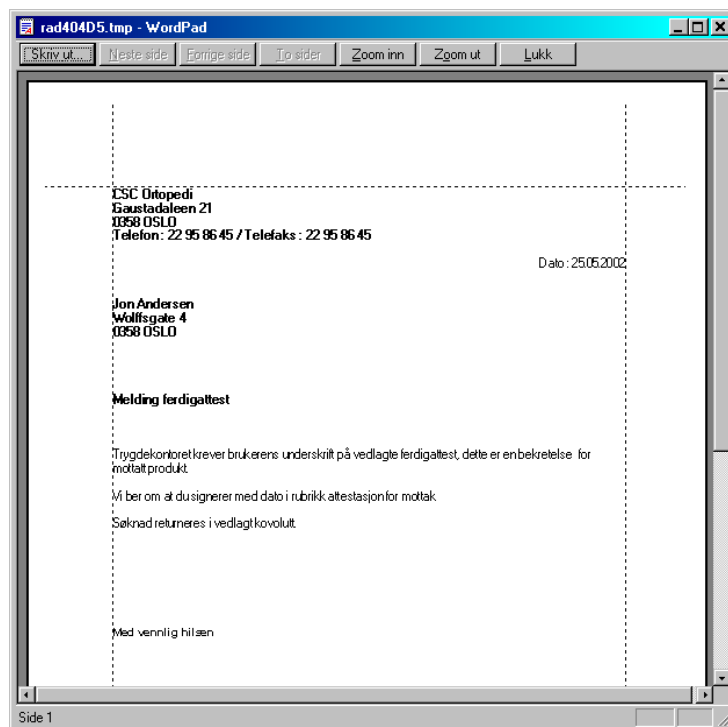 rad404D5.tmp - WordPad
Skriv ut... Neste side Forrige side To sider Zoom inn Zoom ut Lukk
CSC Ortopedi
Gaustadaleen 21
0358 OSLO
Telefon : 22 95 86 45 / Telefaks : 22 95 86 45
Dato : 25.05.2002
Jon Andersen
Wolffsgate 4
0358 OSLO
Melding ferdigattest
Trygdekontoret krever brukerens underskrift på vedlagte ferdigattest, dette er en bekretelse for
mottatt produkt.
Vi ber om at du signerer med dato i rubrikk attestasjon for mottak
Søknad returneres i vedlagt kovolutt.
Med vennlig hilsen
Side 1